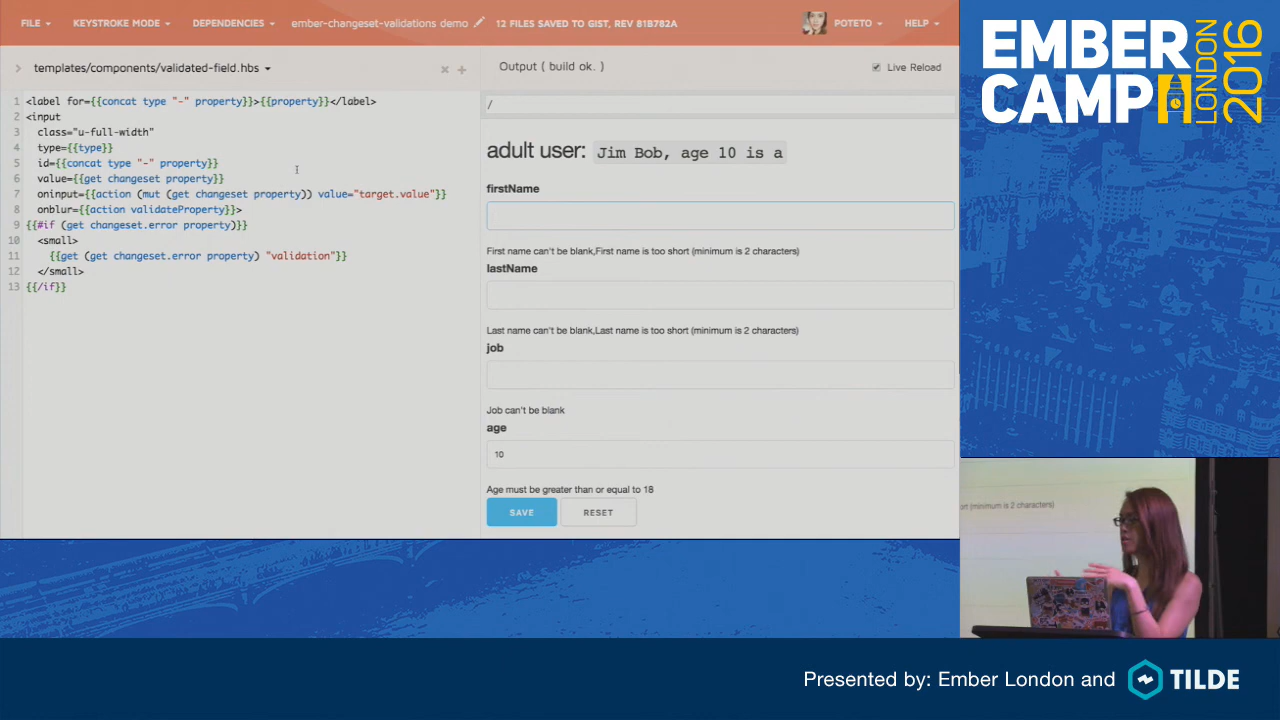 FILE
KEYSTROKE MODE
DEPENDENCIES
ember-changeset-validations demo
12 FILES SAVED TO GIST, REV 81B782A
POTETO
HELP
templates/components/validated-field.hbs
× +
Output ( build ok. )
Live Reload
1 <label for={{concat type "-" property}}>{{property}}</label>
2 <input
3 class="u-full-width"
4 type={{type}}
5 id={{concat type "-" property}}
6 value={{get changeset property}}
7 oninput={{action (mut (get changeset property)) value="target.value"}}
8 onblur={{action validateProperty}}>
9 {{#if (get changeset.error property)}}
10 <small>
11 {{get (get changeset.error property) "validation"}}
12 </small>
13 {{/if}}
/
adult user: Jim Bob, age 10 is a
firstName
First name can't be blank,First name is too short (minimum is 2 characters)
lastName
Last name can't be blank,Last name is too short (minimum is 2 characters)
job
Job can't be blank
age
10
Age must be greater than or equal to 18
SAVE
RESET
EMBER
CAMP
LONDON
2016
ort (minimum is 2 characters)
Presented by: Ember London and
TILDE